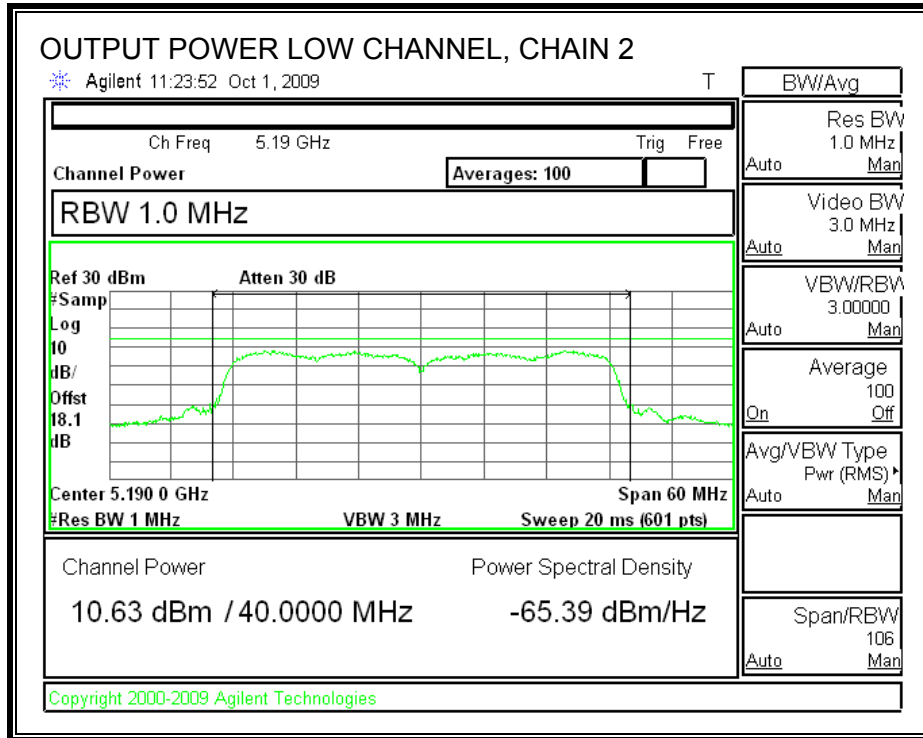 OUTPUT POWER LOW CHANNEL, CHAIN 2
Agilent 11:23:52 Oct 1, 2009 T
BW/Avg
Ch Freq 5.19 GHz Trig Free
Channel Power Averages: 100
RBW 1.0 MHz
Ref 30 dBm Atten 30 dB
#Samp
Log
10
dB/
Offst
18.1
dB
Center 5.190 0 GHz Span 60 MHz
#Res BW 1 MHz VBW 3 MHz Sweep 20 ms (601 pts)
Channel Power Power Spectral Density
10.63 dBm / 40.0000 MHz -65.39 dBm/Hz
Copyright 2000-2009 Agilent Technologies
Res BW
1.0 MHz
Auto Man
Video BW
3.0 MHz
Auto Man
VBW/RBW
3.00000
Auto Man
Average
100
On Off
Avg/VBW Type
Pwr (RMS)
Auto Man
Span/RBW
106
Auto Man